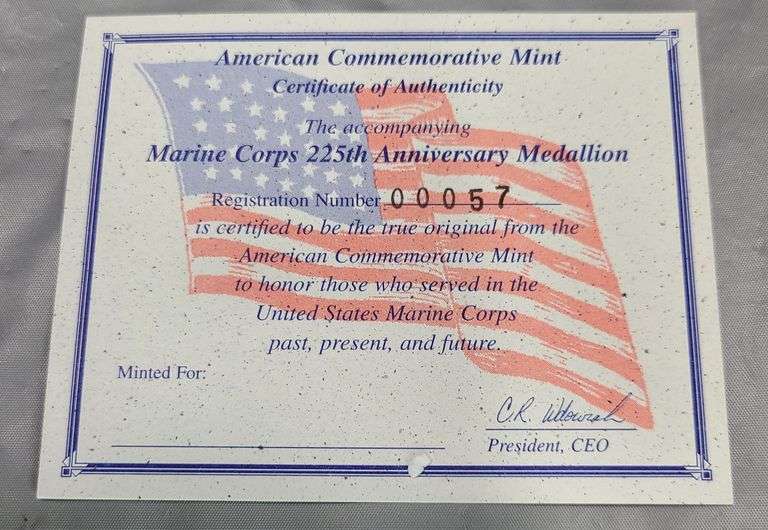 American Commemorative Mint
Certificate of Authenticity
The accompanying
Marine Corps 225th Anniversary Medallion
Registration Number 00057
is certified to be the true original from the
American Commemorative Mint
to honor those who served in the
United States Marine Corps
past, present, and future.
Minted For:
C.R.
President, CEO